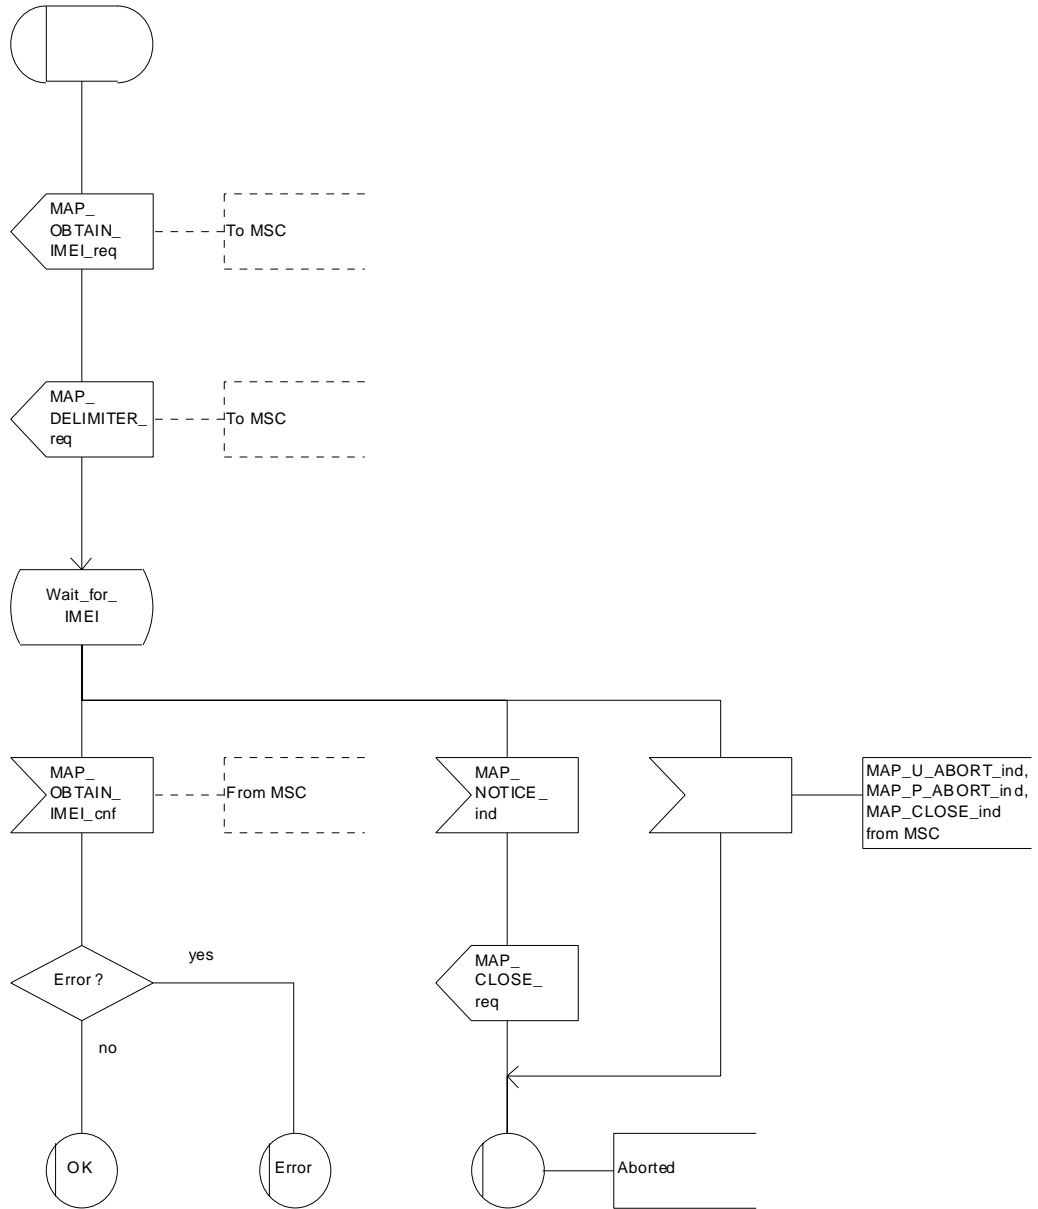 MAP_
OBTAIN_
IMEI_req
To MSC
MAP_
DELIMITER_
req
To MSC
Wait_for_
IMEI
MAP_
OBTAIN_
IMEI_cnf
From MSC
MAP_
NOTICE_
ind
MAP_U_ABORT_ind,
MAP_P_ABORT_ind,
MAP_CLOSE_ind
from MSC
Error ?
yes
no
MAP_
CLOSE_
req
OK
Error
Aborted